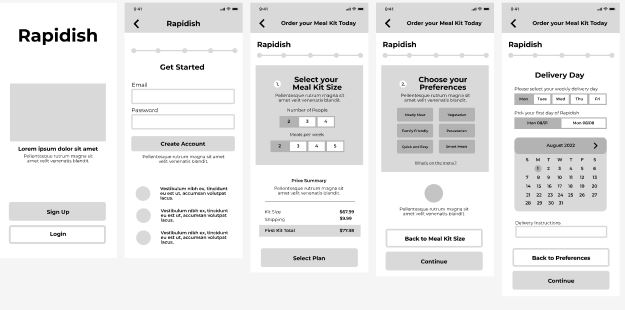 Rapidish
Lorem ipsum dolor sit amet
Pellentesque rutrum magna sit
amet velit venenatis blandit.
Sign Up
Login
9:41
Rapidish
Get Started
Email
Password
Create Account
Pellentesque rutrum magna sit amet
velit venenatis blandit.
Vestibulum nibh ex, tincidunt
eu est ut, accumsan volutpat
lacus.
Vestibulum nibh ex, tincidunt
eu est ut, accumsan volutpat
lacus.
Vestibulum nibh ex, tincidunt
eu est ut, accumsan volutpat
lacus.
9:41
Order your Meal Kit Today
Rapidish
1.
Select your
Meal Kit Size
Pellentesque rutrum magna sit
amet velit venenatis blandit.
Number of People
2 3 4
Meals per week
2 3 4 5
Price Summary
Pellentesque rutrum magna sit
amet velit venenatis blandit.
Kit Size $67.99
Shipping $9.99
First Kit Total $77.98
Select Plan
9:41
Order your Meal Kit Today
Rapidish
2.
Choose your
Preferences
Pellentesque rutrum magna sit
amet velit venenatis blandit.
Meaty Meal Vegetarian
Family Friendly Pescatarian
Quick and Easy Smart Meals
What's on the menu?
Pellentesque rutrum magna sit
amet velit venenatis blandit.
Back to Meal Kit Size
Continue
9:41
Order your Meal Kit Today
Rapidish
Delivery Day
Please select your weekly delivery day
Mon Tues Wed Thu Fri
Pick your first day of Rapidish
Mon 08/01 Mon 08/08
August 2022
S M T W T F S
1 2 3 4 5 6
7 8 9 10 11 12 13
14 15 16 17 18 19 20
21 22 23 24 25 26 27
28 29 30 31
Delivery Instructions
Back to Preferences
Continue